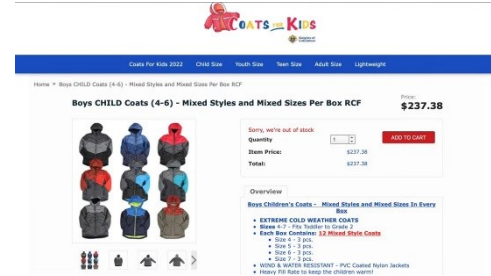 COATS FOR KIDS
Coats For Kids 2022 Child Size Youth Size Teen Size Adult Size Lightweight
Home Boys CHILD Coats (4-6) - Mixed Styles and Mixed Sizes Per Box RCF
Boys CHILD Coats (4-6) - Mixed Styles and Mixed Sizes Per Box RCF
Price:
$237.38
Sorry, we're out of stock
Quantity 1
ADD TO CART
Item Price: $237.38
Total: $237.38
Overview
Boys Children's Coats - Mixed Styles and Mixed Sizes In Every
Box
• EXTREME COLD WEATHER COATS
• Sizes 4-7 - Fits Toddler to Grade 2
• Each Box Contains: 12 Mixed Style Coats
• Size 4 - 3 pcs.
• Size 5 - 3 pcs.
• Size 6 - 3 pcs.
• Size 7 - 3 pcs.
• WIND & WATER RESISTANT - PVC Coated Nylon Jackets
• Heavy Fill Rate to keep the children warm!